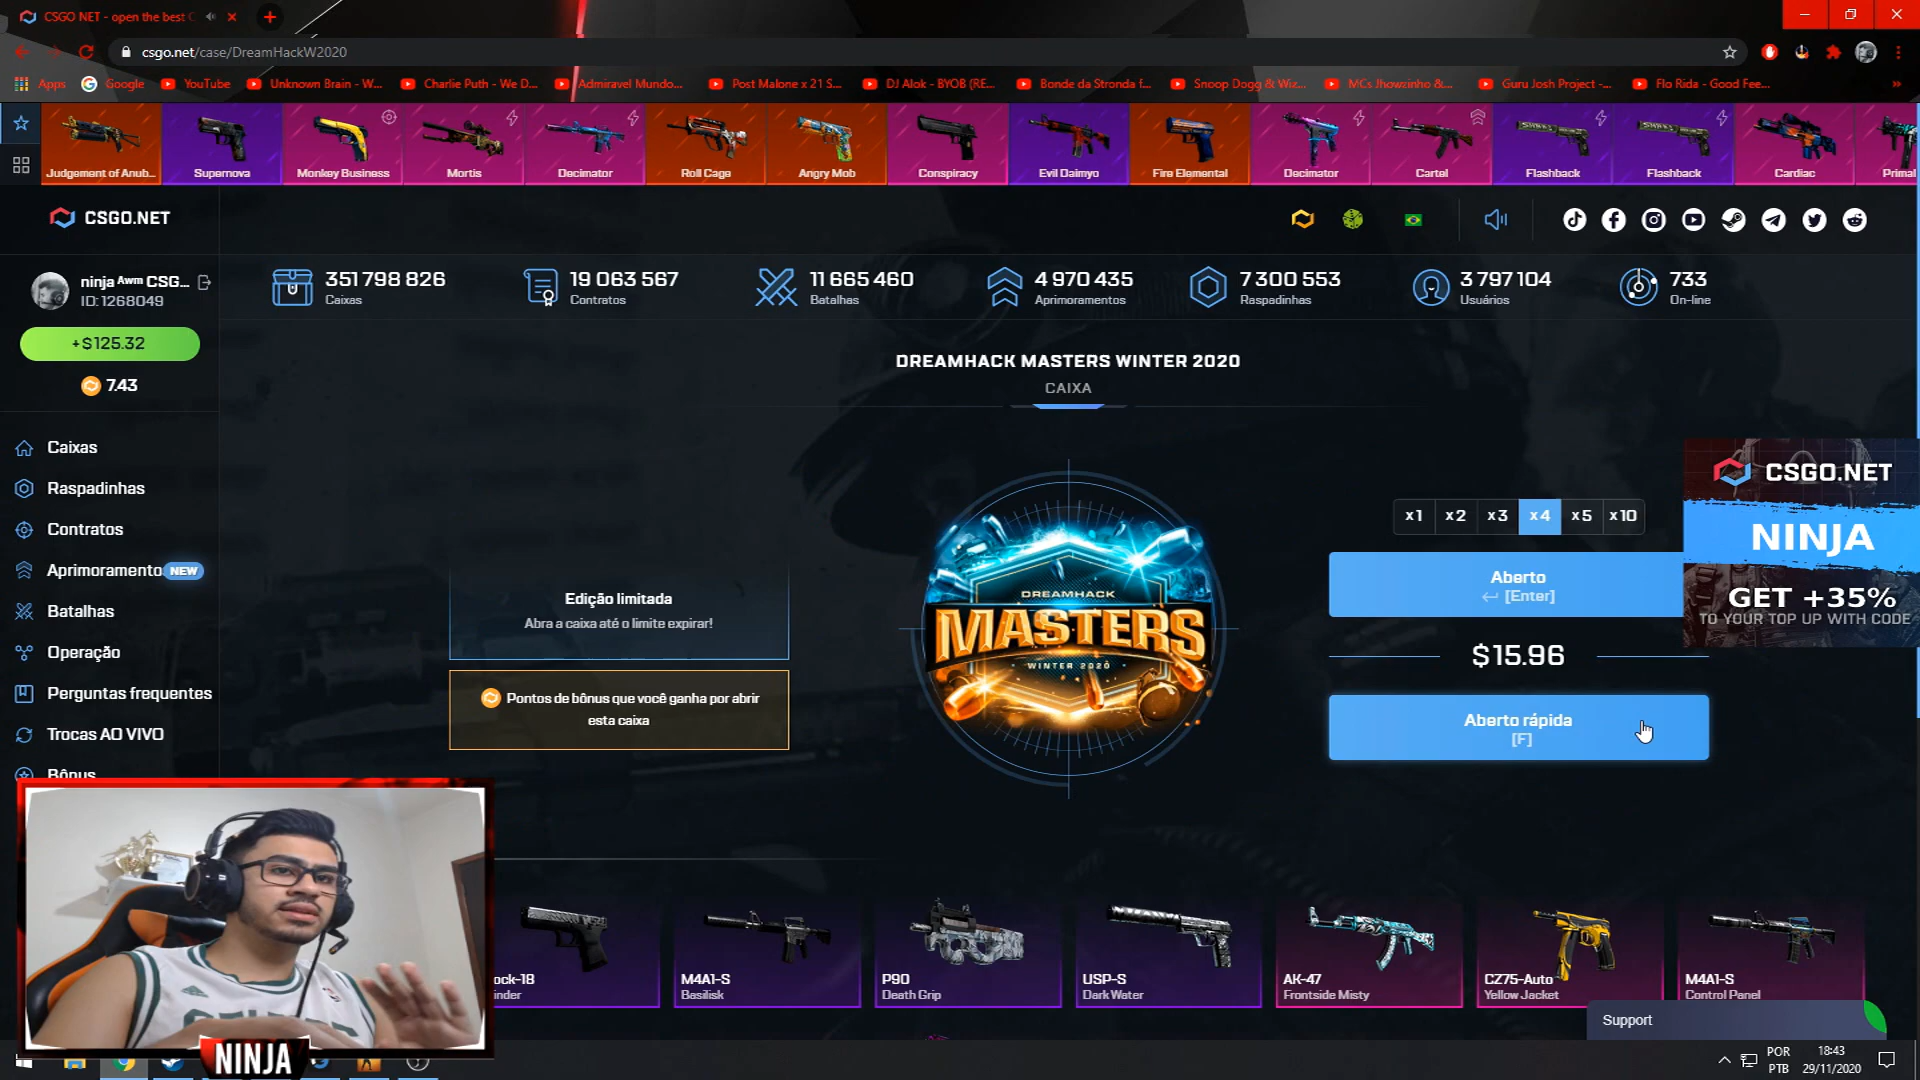 CSGO NET - open the best C
csgo.net/case/DreamHackW2020
Apps
Google
YouTube
Unknown Brain - W...
Charlie Puth - We D...
Admiravel Mundo...
Post Malone x 21 S...
DJ Alok - BYOB (RE...
Bonde da Stronda f...
Snoop Dogg & Wiz...
MCs Jhowzinho &...
Guru Josh Project -...
Flo Rida - Good Fee...
Judgement of Anub...
Supernova
Monkey Business
Mortis
Decimator
Roll Cage
Angry Mob
Conspiracy
Evil Daimyo
Fire Elemental
Decimator
Cartel
Flashback
Flashback
Cardiac
Primal
CSGO.NET
ninja ᴬʷᵐ CSG...
ID: 1268049
+$125.32
7.43
351 798 826
Caixas
19 063 567
Contratos
11 665 460
Batalhas
4 970 435
Aprimoramentos
7 300 553
Raspadinhas
3 797 104
Usuários
733
On-line
DREAMHACK MASTERS WINTER 2020
CAIXA
Caixas
Raspadinhas
Contratos
Aprimoramento NEW
Batalhas
Operação
Perguntas frequentes
Trocas AO VIVO
Bônus
Edição limitada
Abra a caixa até o limite expirar!
Pontos de bônus que você ganha por abrir
esta caixa
DREAMHACK
MASTERS
WINTER 2020
x1 x2 x3 x4 x5 x10
Aberto
[Enter]
$15.96
Aberto rápida
[F]
CSGO.NET
NINJA
GET +35%
TO YOUR TOP UP WITH CODE
ock-18
inder
M4A1-S
Basilisk
P90
Death Grip
USP-S
Dark Water
AK-47
Frontside Misty
CZ75-Auto
Yellow Jacket
M4A1-S
Control Panel
Support
NINJA
POR
PTB
18:43
29/11/2020